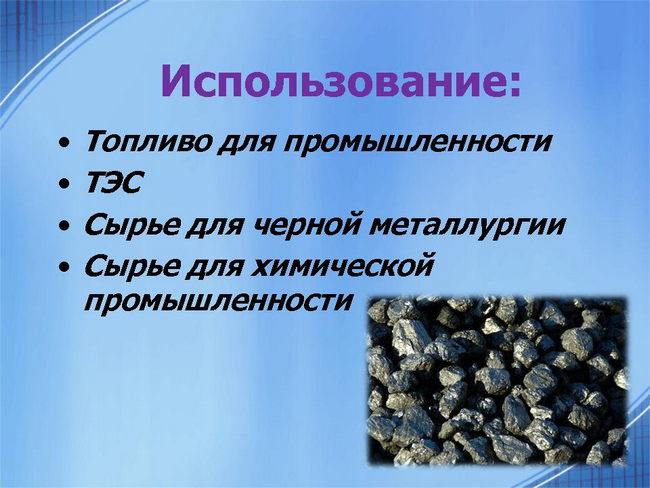 Использование:
• Топливо для промышленности
• ТЭС
• Сырье для черной металлургии
• Сырье для химической
промышленности